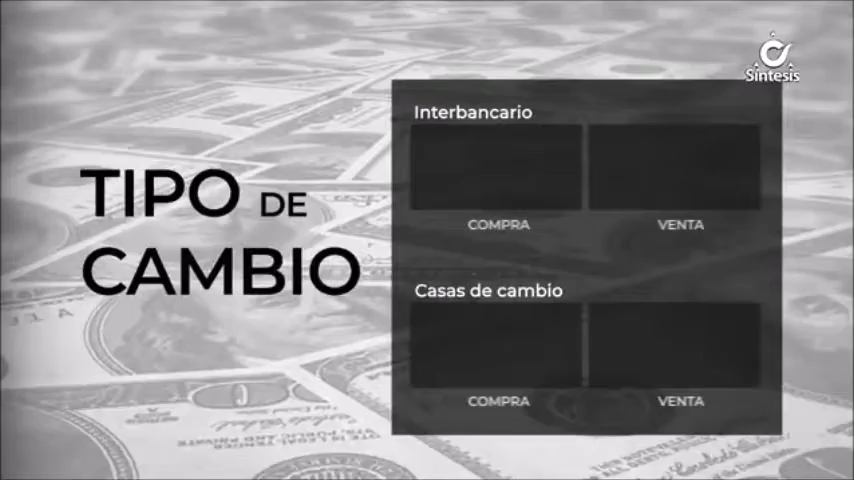 Síntesis
TIPO DE
CAMBIO
Interbancario
COMPRA VENTA
Casas de cambio
COMPRA VENTA